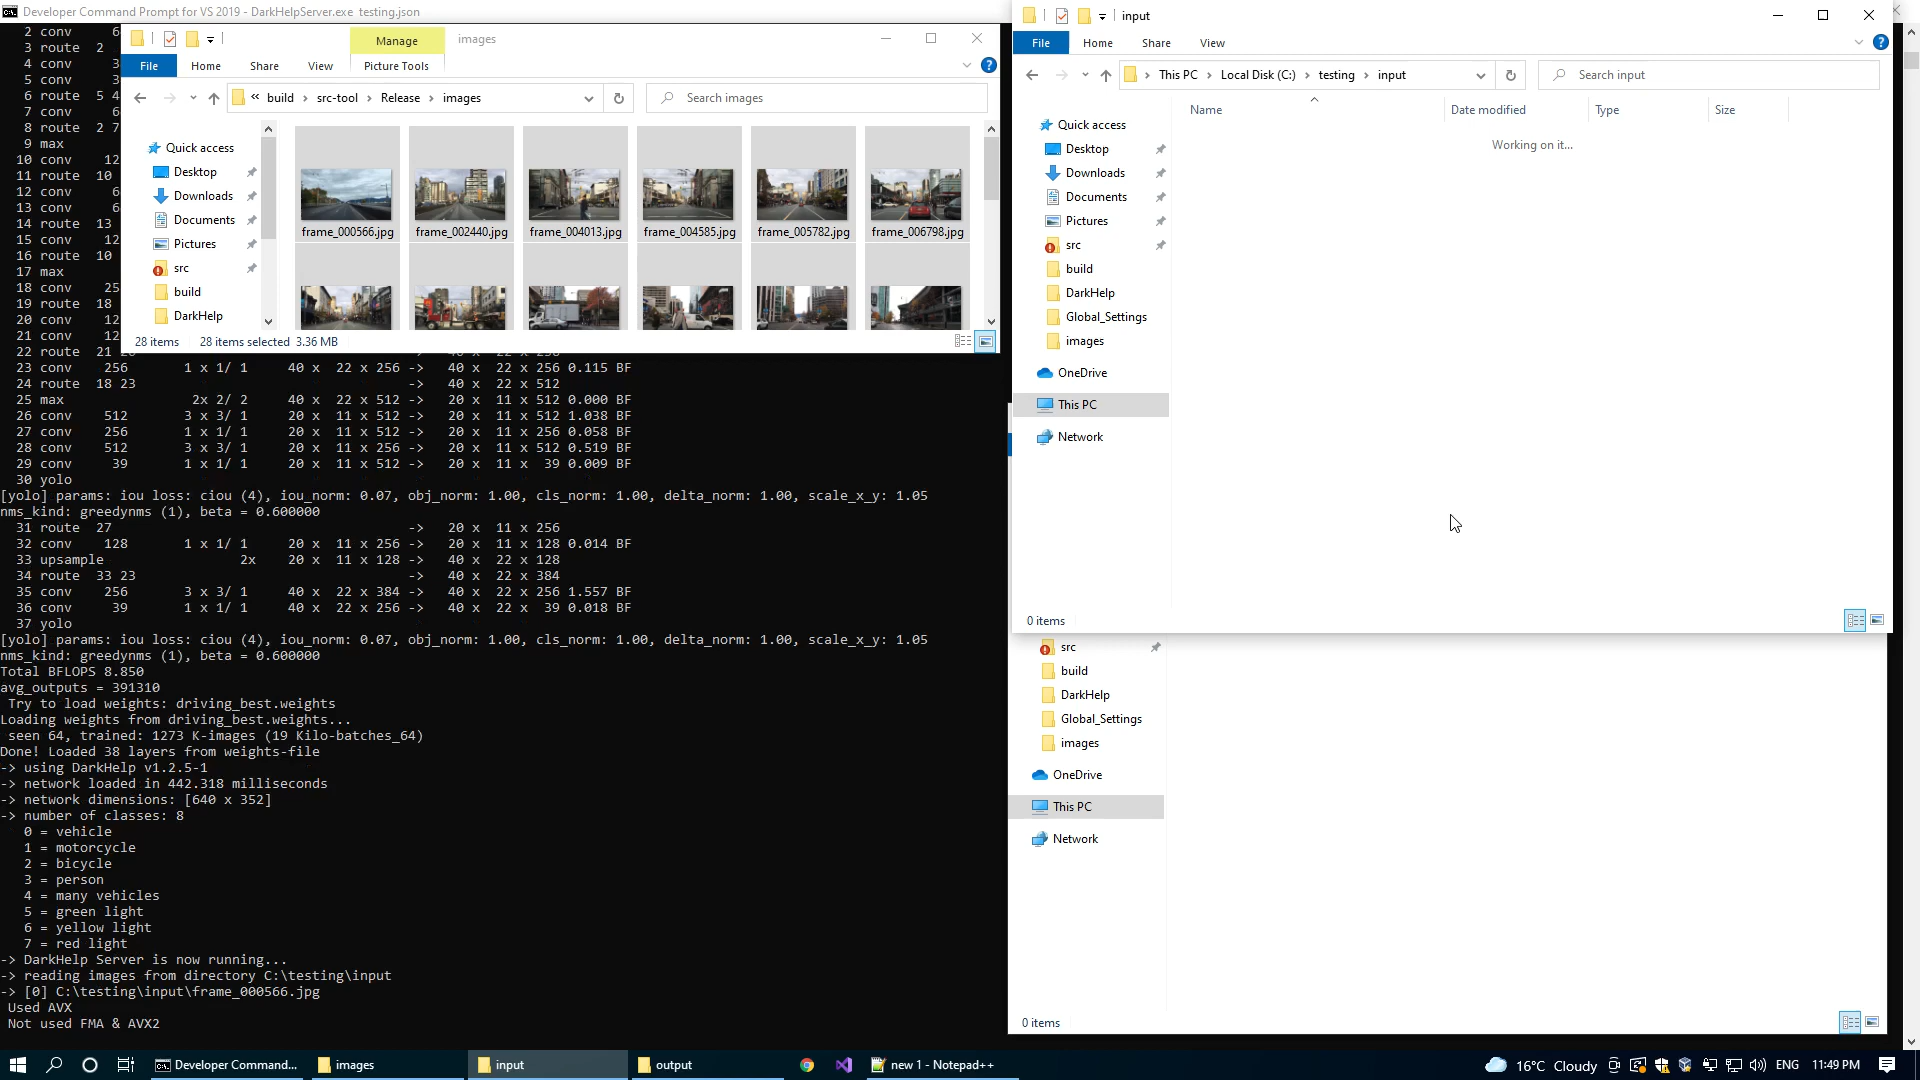 Developer Command Prompt for VS 2019 - DarkHelpServer.exe  testing.json
2 conv 6
3 route 2
4 conv 3
5 conv 3
6 route 5 4
7 conv 6
8 route 2 7
9 max
10 conv 12
11 route 10
12 conv 6
13 conv 6
14 route 13
15 conv 12
16 route 10
17 max
18 conv 25
19 route 18
20 conv 12
21 conv 12
22 route 21 20
23 conv 256 1 x 1/ 1 40 x 22 x 256 -> 40 x 22 x 256 0.115 BF
24 route 18 23 -> 40 x 22 x 512
25 max 2x 2/ 2 40 x 22 x 512 -> 20 x 11 x 512 0.000 BF
26 conv 512 3 x 3/ 1 20 x 11 x 512 -> 20 x 11 x 512 1.038 BF
27 conv 256 1 x 1/ 1 20 x 11 x 512 -> 20 x 11 x 256 0.058 BF
28 conv 512 3 x 3/ 1 20 x 11 x 256 -> 20 x 11 x 512 0.519 BF
29 conv 39 1 x 1/ 1 20 x 11 x 512 -> 20 x 11 x 39 0.009 BF
30 yolo
[yolo] params: iou loss: ciou (4), iou_norm: 0.07, obj_norm: 1.00, cls_norm: 1.00, delta_norm: 1.00, scale_x_y: 1.05
nms_kind: greedynms (1), beta = 0.600000
31 route 27 -> 20 x 11 x 256
32 conv 128 1 x 1/ 1 20 x 11 x 256 -> 20 x 11 x 128 0.014 BF
33 upsample 2x 20 x 11 x 128 -> 40 x 22 x 128
34 route 33 23 -> 40 x 22 x 384
35 conv 256 3 x 3/ 1 40 x 22 x 384 -> 40 x 22 x 256 1.557 BF
36 conv 39 1 x 1/ 1 40 x 22 x 256 -> 40 x 22 x 39 0.018 BF
37 yolo
[yolo] params: iou loss: ciou (4), iou_norm: 0.07, obj_norm: 1.00, cls_norm: 1.00, delta_norm: 1.00, scale_x_y: 1.05
nms_kind: greedynms (1), beta = 0.600000
Total BFLOPS 8.850
avg_outputs = 391310
Try to load weights: driving_best.weights
Loading weights from driving_best.weights...
seen 64, trained: 1273 K-images (19 Kilo-batches_64)
Done! Loaded 38 layers from weights-file
-> using DarkHelp v1.2.5-1
-> network loaded in 442.318 milliseconds
-> network dimensions: [640 x 352]
-> number of classes: 8
0 = vehicle
1 = motorcycle
2 = bicycle
3 = person
4 = many vehicles
5 = green light
6 = yellow light
7 = red light
-> DarkHelp Server is now running...
-> reading images from directory C:\testing\input
-> [0] C:\testing\input\frame_000566.jpg
Used AVX
Not used FMA & AVX2
Manage images
File Home Share View Picture Tools
« build › src-tool › Release › images
Search images
Quick access
Desktop
Downloads
Documents
Pictures
src
build
DarkHelp
frame_000566.jpg frame_002440.jpg frame_004013.jpg frame_004585.jpg frame_005782.jpg frame_006798.jpg
28 items 28 items selected 3.36 MB
input
File Home Share View
› This PC › Local Disk (C:) › testing › input
Search input
Name Date modified Type Size
Working on it...
Quick access
Desktop
Downloads
Documents
Pictures
src
build
DarkHelp
Global_Settings
images
OneDrive
This PC
Network
0 items
src
build
DarkHelp
Global_Settings
images
OneDrive
This PC
Network
0 items
Developer Command... images input output new 1 - Notepad++ 16°C Cloudy ENG 11:49 PM